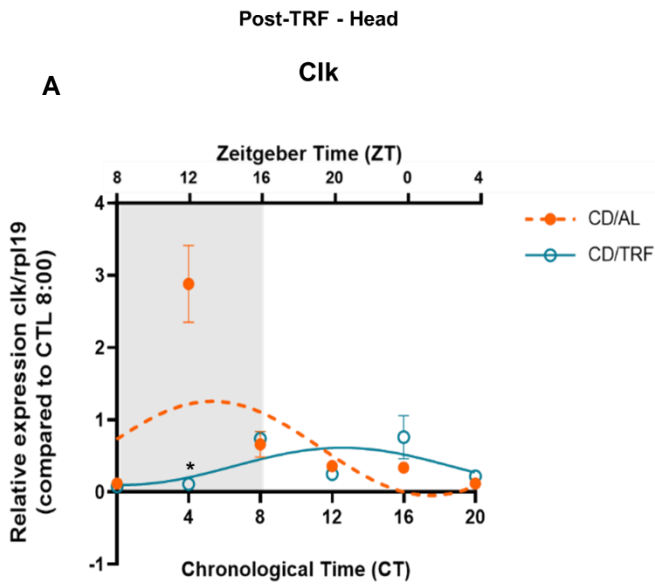 Post-TRF - Head
A
Clk
Zeitgeber Time (ZT)
8 12 16 20 0 4
Relative expression clk/rpl19
(compared to CTL 8:00)
4
3
2
1
0
-1
*
4 8 12 16 20
Chronological Time (CT)
CD/AL
CD/TRF